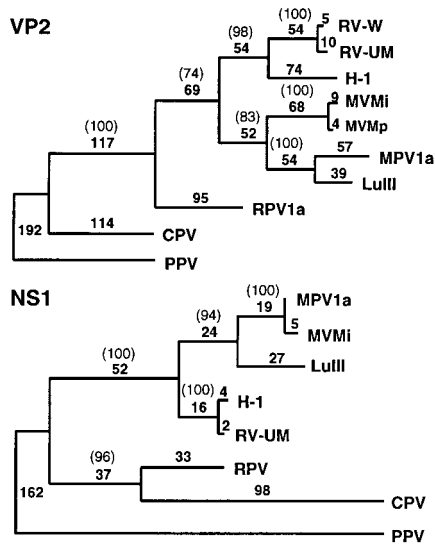 VP2
(100)
5
RV-W
(98)
54
10
54
RV-UM
(74)
74
H-1
69
(100)
9
MVMi
(83)
68
4
MVMp
(100)
52
(100)
57
MPV1a
117
54
39
LuIII
95
RPV1a
192
114
CPV
PPV
NS1
(100)
MPV1a
19
(94)
5
24
MVMi
(100)
27
LuIII
52
(100)
4
H-1
16
2
RV-UM
(96)
33
RPV
37
98
162
CPV
PPV